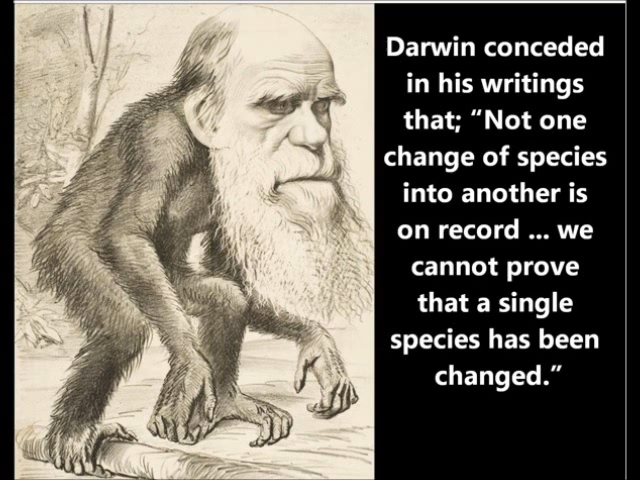 Darwin conceded
in his writings
that; “Not one
change of species
into another is
on record ... we
cannot prove
that a single
species has been
changed.”